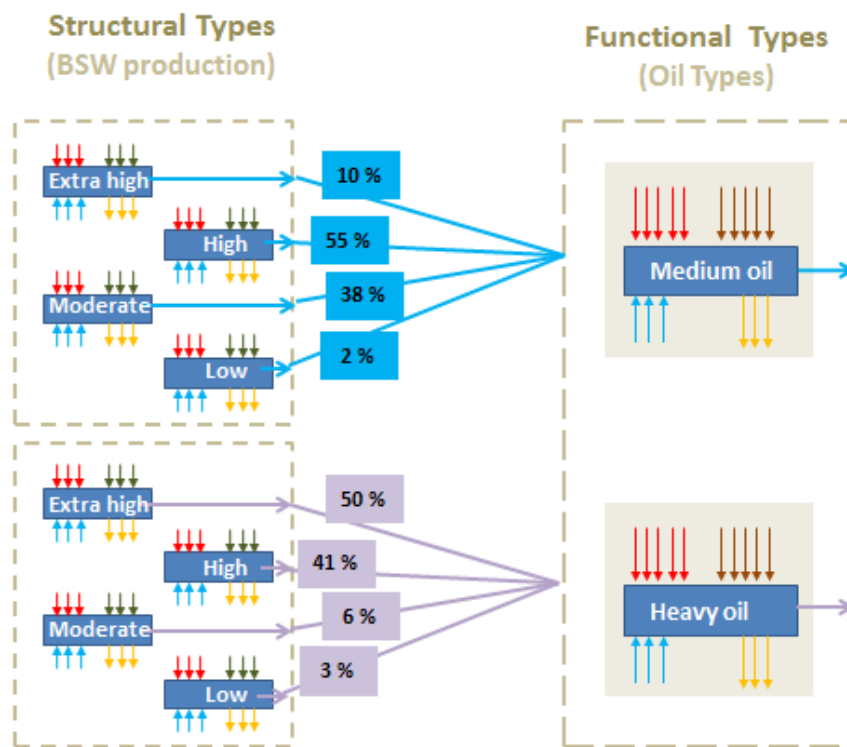 Structural Types
(BSW production)
Functional Types
(Oil Types)
Extra high
10 %
High
55 %
Moderate
38 %
Low
2 %
Medium oil
Extra high
50 %
High
41 %
Moderate
6 %
Low
3 %
Heavy oil